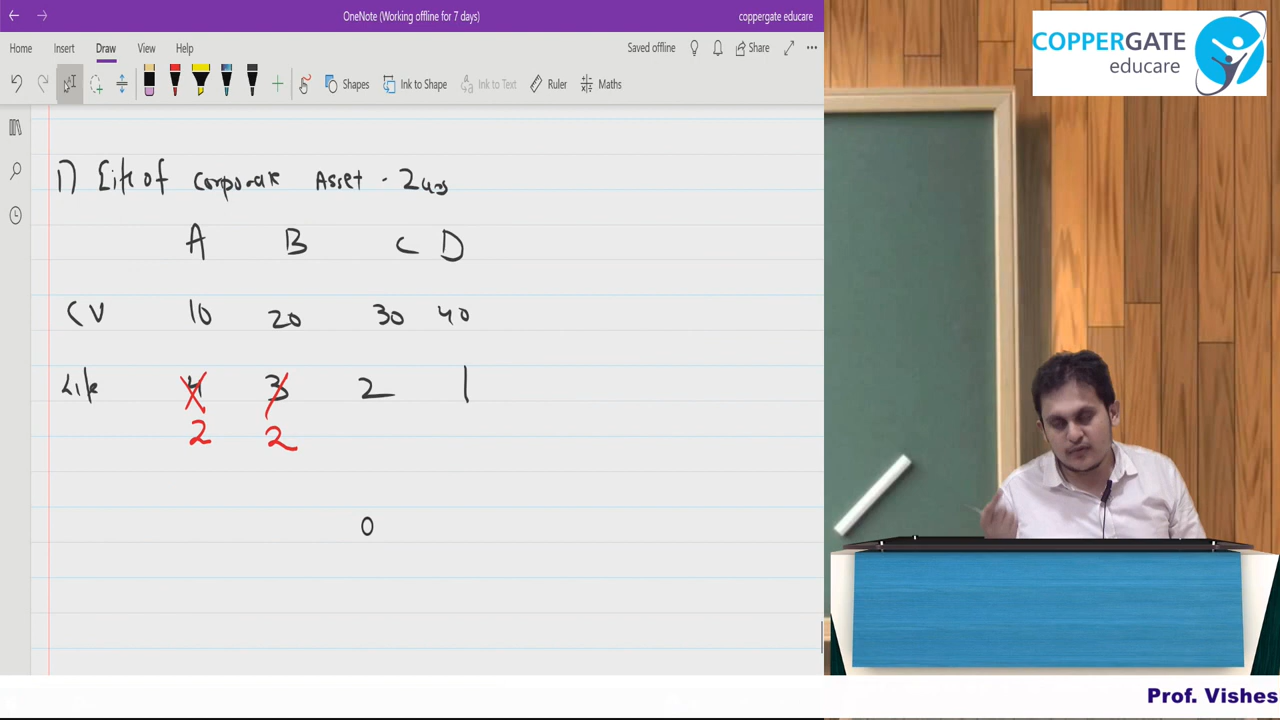 OneNote (Working offline for 7 days)
coppergate educare
Home Insert Draw View Help
Saved offline
Share
Shapes
Ink to Shape
Ink to Text
Ruler
Maths
COPPERGATE
educare
1) Life of Corporate Asset - 2 yrs
A B C D
CV 10 20 30 40
Life 4 3 2 1
2 2
0
Prof. Vishes